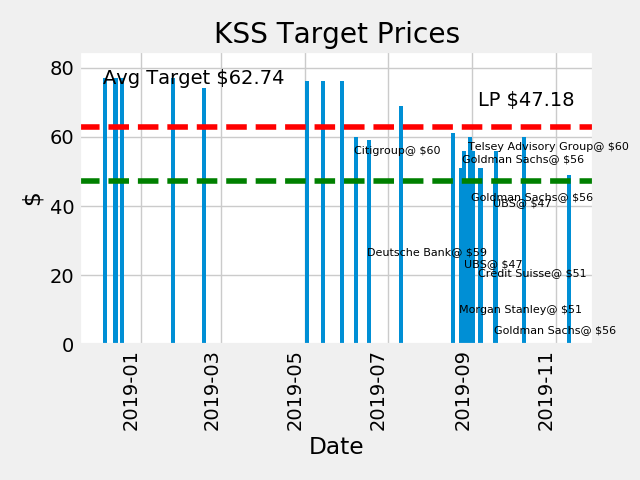 KSS Target Prices
80
Avg Target $62.74
LP $47.18
60
Citigroup@ $60
Telsey Advisory Group@ $60
Goldman Sachs@ $56
$
40
Goldman Sachs@ $56
UBS@ $47
Deutsche Bank@ $59
UBS@ $47
20
Credit Suisse@ $51
Morgan Stanley@ $51
Goldman Sachs@ $56
0
2019-01
2019-03
2019-05
2019-07
2019-09
2019-11
Date